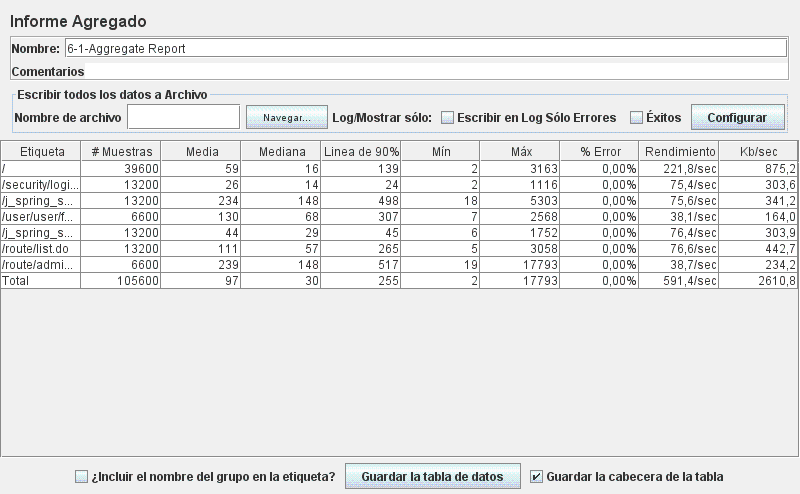 Informe Agregado
Nombre: 6-1-Aggregate Report
Comentarios
Escribir todos los datos a Archivo
Nombre de archivo Navegar... Log/Mostrar sólo: Escribir en Log Sólo Errores Éxitos Configurar
Etiqueta # Muestras Media Mediana Linea de 90% Mín Máx % Error Rendimiento Kb/sec
/ 39600 59 16 139 2 3163 0,00% 221,8/sec 875,2
/security/logi... 13200 26 14 24 2 1116 0,00% 75,4/sec 303,6
/j_spring_s... 13200 234 148 498 18 5303 0,00% 75,6/sec 341,2
/user/user/f... 6600 130 68 307 7 2568 0,00% 38,1/sec 164,0
/j_spring_s... 13200 44 29 45 6 1752 0,00% 76,4/sec 303,9
/route/list.do 13200 111 57 265 5 3058 0,00% 76,6/sec 442,7
/route/admi... 6600 239 148 517 19 17793 0,00% 38,7/sec 234,2
Total 105600 97 30 255 2 17793 0,00% 591,4/sec 2610,8
¿Incluir el nombre del grupo en la etiqueta? Guardar la tabla de datos Guardar la cabecera de la tabla